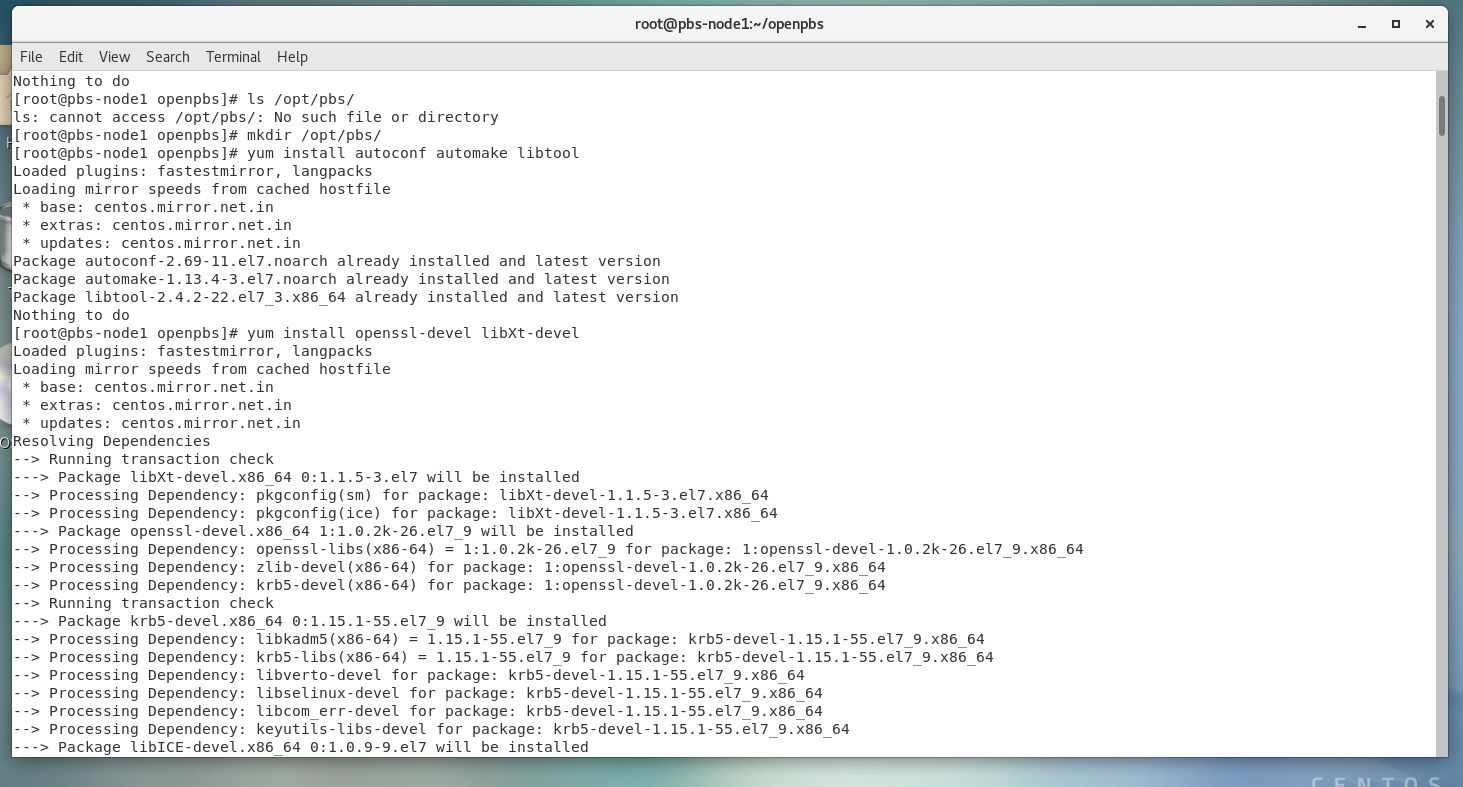 root@pbs-node1:~/openpbs
File Edit View Search Terminal Help
Nothing to do
[root@pbs-node1 openpbs]# ls /opt/pbs/
ls: cannot access /opt/pbs/: No such file or directory
[root@pbs-node1 openpbs]# mkdir /opt/pbs/
[root@pbs-node1 openpbs]# yum install autoconf automake libtool
Loaded plugins: fastestmirror, langpacks
Loading mirror speeds from cached hostfile
 * base: centos.mirror.net.in
 * extras: centos.mirror.net.in
 * updates: centos.mirror.net.in
Package autoconf-2.69-11.el7.noarch already installed and latest version
Package automake-1.13.4-3.el7.noarch already installed and latest version
Package libtool-2.4.2-22.el7_3.x86_64 already installed and latest version
Nothing to do
[root@pbs-node1 openpbs]# yum install openssl-devel libXt-devel
Loaded plugins: fastestmirror, langpacks
Loading mirror speeds from cached hostfile
 * base: centos.mirror.net.in
 * extras: centos.mirror.net.in
 * updates: centos.mirror.net.in
Resolving Dependencies
--> Running transaction check
---> Package libXt-devel.x86_64 0:1.1.5-3.el7 will be installed
--> Processing Dependency: pkgconfig(sm) for package: libXt-devel-1.1.5-3.el7.x86_64
--> Processing Dependency: pkgconfig(ice) for package: libXt-devel-1.1.5-3.el7.x86_64
---> Package openssl-devel.x86_64 1:1.0.2k-26.el7_9 will be installed
--> Processing Dependency: openssl-libs(x86-64) = 1:1.0.2k-26.el7_9 for package: 1:openssl-devel-1.0.2k-26.el7_9.x86_64
--> Processing Dependency: zlib-devel(x86-64) for package: 1:openssl-devel-1.0.2k-26.el7_9.x86_64
--> Processing Dependency: krb5-devel(x86-64) for package: 1:openssl-devel-1.0.2k-26.el7_9.x86_64
--> Running transaction check
---> Package krb5-devel.x86_64 0:1.15.1-55.el7_9 will be installed
--> Processing Dependency: libkadm5(x86-64) = 1.15.1-55.el7_9 for package: krb5-devel-1.15.1-55.el7_9.x86_64
--> Processing Dependency: krb5-libs(x86-64) = 1.15.1-55.el7_9 for package: krb5-devel-1.15.1-55.el7_9.x86_64
--> Processing Dependency: libverto-devel for package: krb5-devel-1.15.1-55.el7_9.x86_64
--> Processing Dependency: libselinux-devel for package: krb5-devel-1.15.1-55.el7_9.x86_64
--> Processing Dependency: libcom_err-devel for package: krb5-devel-1.15.1-55.el7_9.x86_64
--> Processing Dependency: keyutils-libs-devel for package: krb5-devel-1.15.1-55.el7_9.x86_64
---> Package libICE-devel.x86_64 0:1.0.9-9.el7 will be installed
CENTOS